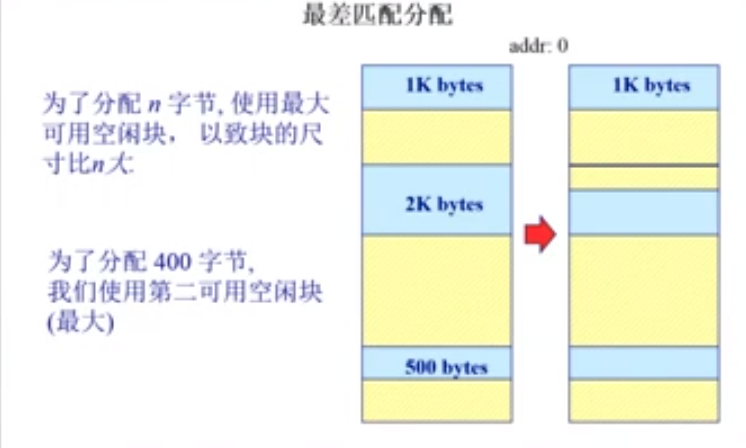 最差匹配分配
addr: 0
为了分配 n 字节, 使用最大
可用空闲块， 以致块的尺
寸比n大.
为了分配 400 字节,
我们使用第二可用空闲块
(最大)
1K bytes
2K bytes
500 bytes
1K bytes